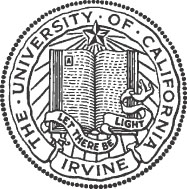 THE · UNIVERSITY · OF · CALIFORNIA
A
LET THERE BE LIGHT
IRVINE